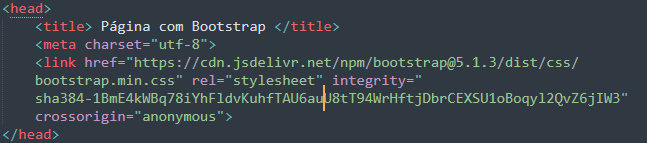 <head>
<title> Página com Bootstrap </title>
<meta charset="utf-8">
<link href="https://cdn.jsdelivr.net/npm/bootstrap@5.1.3/dist/css/
bootstrap.min.css" rel="stylesheet" integrity="
sha384-1BmE4kWBq78iYhFldvKuhfTAU6auU8tT94WrHftjDbrCEXSU1oBoqyl2QvZ6jIW3"
crossorigin="anonymous">
</head>